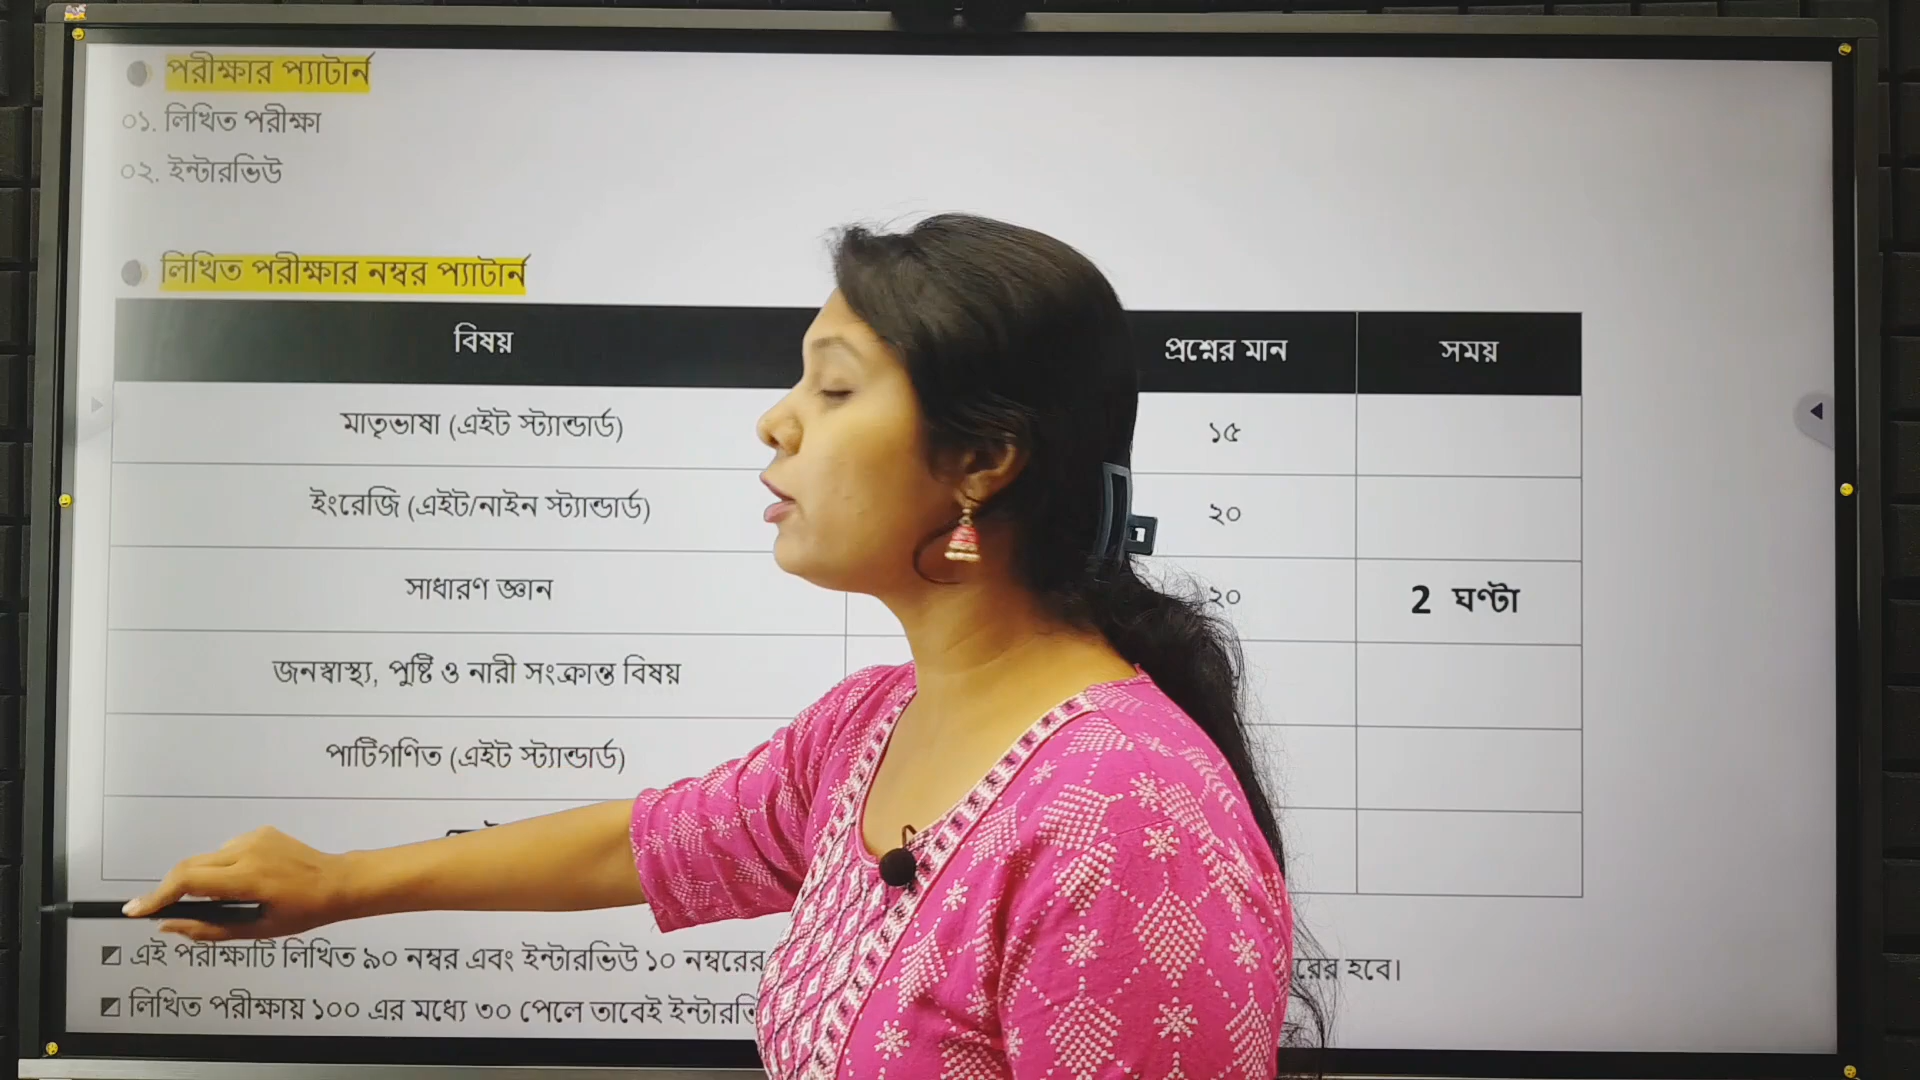 পরীক্ষার প্যাটার্ন
০১. লিখিত পরীক্ষা
০২. ইন্টারভিউ
লিখিত পরীক্ষার নম্বর প্যাটার্ন
বিষয় প্রশ্নের মান সময়
মাতৃভাষা (এইট স্ট্যান্ডার্ড) ১৫
ইংরেজি (এইট/নাইন স্ট্যান্ডার্ড) ২০
সাধারণ জ্ঞান ২০ 2 ঘণ্টা
জনস্বাস্থ্য, পুষ্টি ও নারী সংক্রান্ত বিষয়
পাটিগণিত (এইট স্ট্যান্ডার্ড)
এই পরীক্ষাটি লিখিত ৯০ নম্বর এবং ইন্টারভিউ ১০ নম্বরের হবে।
লিখিত পরীক্ষায় ১০০ এর মধ্যে ৩০ পেলে তাবেই